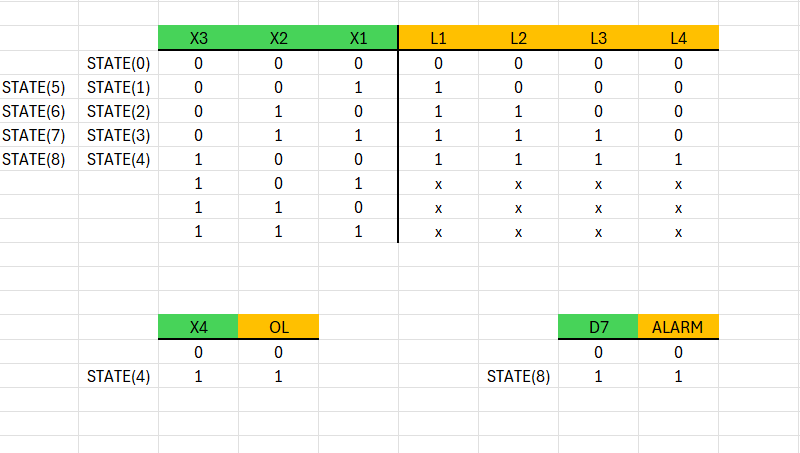 X3 X2 X1 L1 L2 L3 L4
STATE(0) 0 0 0 0 0 0 0
STATE(5) STATE(1) 0 0 1 1 0 0 0
STATE(6) STATE(2) 0 1 0 1 1 0 0
STATE(7) STATE(3) 0 1 1 1 1 1 0
STATE(8) STATE(4) 1 0 0 1 1 1 1
1 0 1 x x x x
1 1 0 x x x x
1 1 1 x x x x
X4 OL D7 ALARM
0 0 0 0
STATE(4) 1 1 STATE(8) 1 1